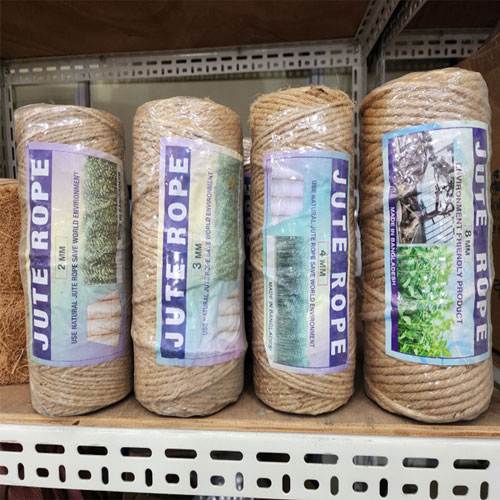 JUTE ROPE
2 MM
USE NATURAL JUTE ROPE SAVE WORLD ENVIRONMENT
JUTE ROPE
3 MM
USE NATURAL JUTE ROPE SAVE WORLD ENVIRONMENT
JUTE ROPE
4 MM
USE NATURAL JUTE ROPE SAVE WORLD ENVIRONMENT
MADE IN BANGLADESH
JUTE ROPE
8 MM
ENVIRONMENT FRIENDLY PRODUCT
MADE IN BANGLADESH